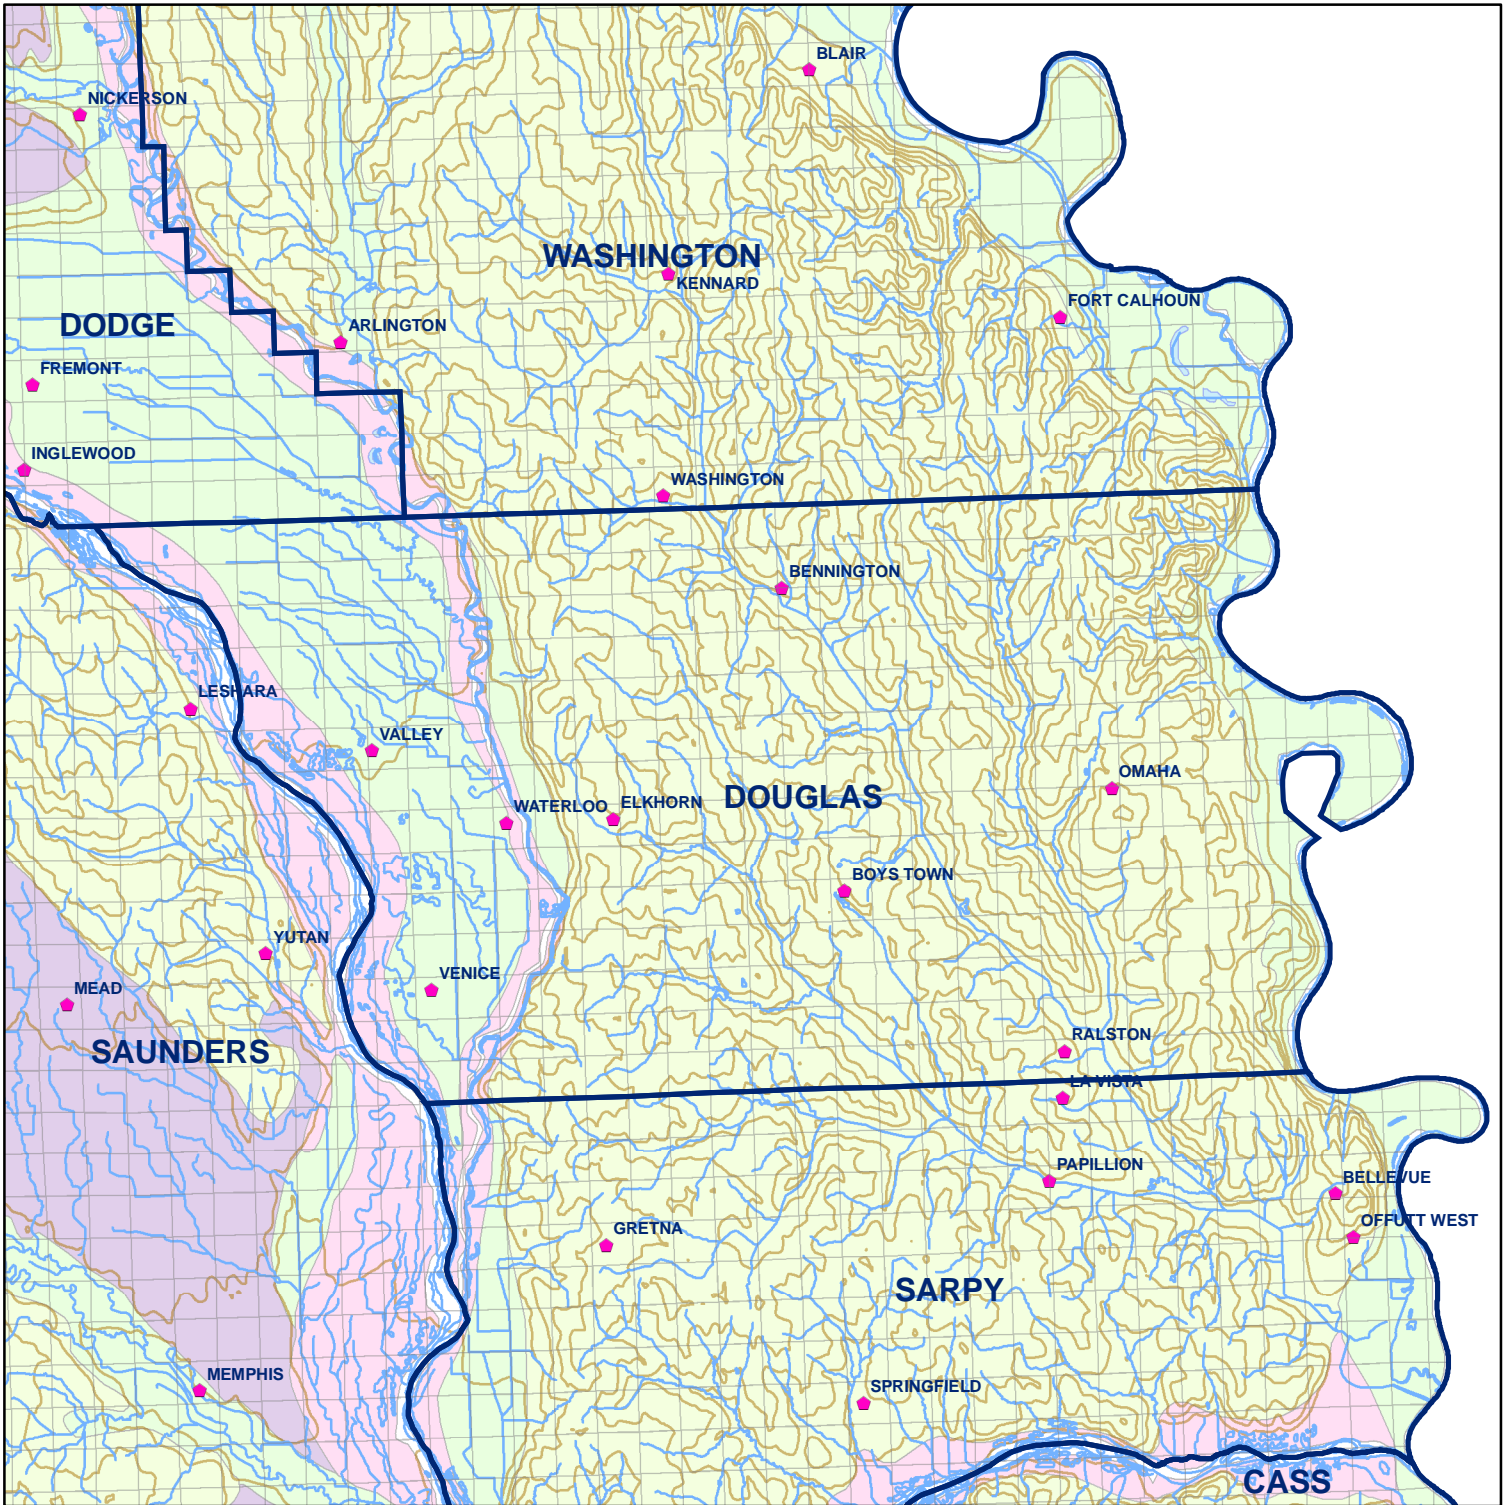 BLAIR
NICKERSON
WASHINGTON
KENNARD
FORT CALHOUN
DODGE
ARLINGTON
FREMONT
INGLEWOOD
WASHINGTON
BENNINGTON
LESHARA
VALLEY
OMAHA
WATERLOO
ELKHORN
DOUGLAS
BOYS TOWN
YUTAN
VENICE
MEAD
SAUNDERS
RALSTON
LA VISTA
PAPILLION
BELLEVUE
OFFUTT WEST
GRETNA
SARPY
MEMPHIS
SPRINGFIELD
CASS